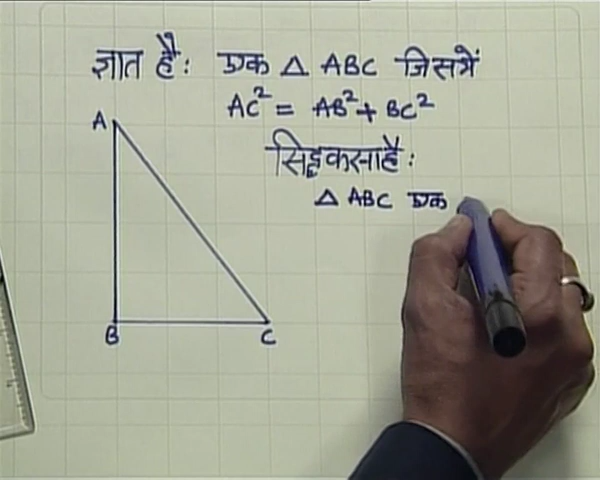 ज्ञात है: एक △ ABC जिसमें
AC² = AB² + BC²
सिद्ध करना है:
△ ABC एक
A
B
C